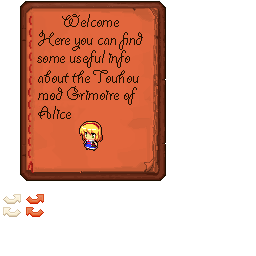 Welcome
Here you can find
some useful info
about the Touhou
mod Grimoire of
Alice